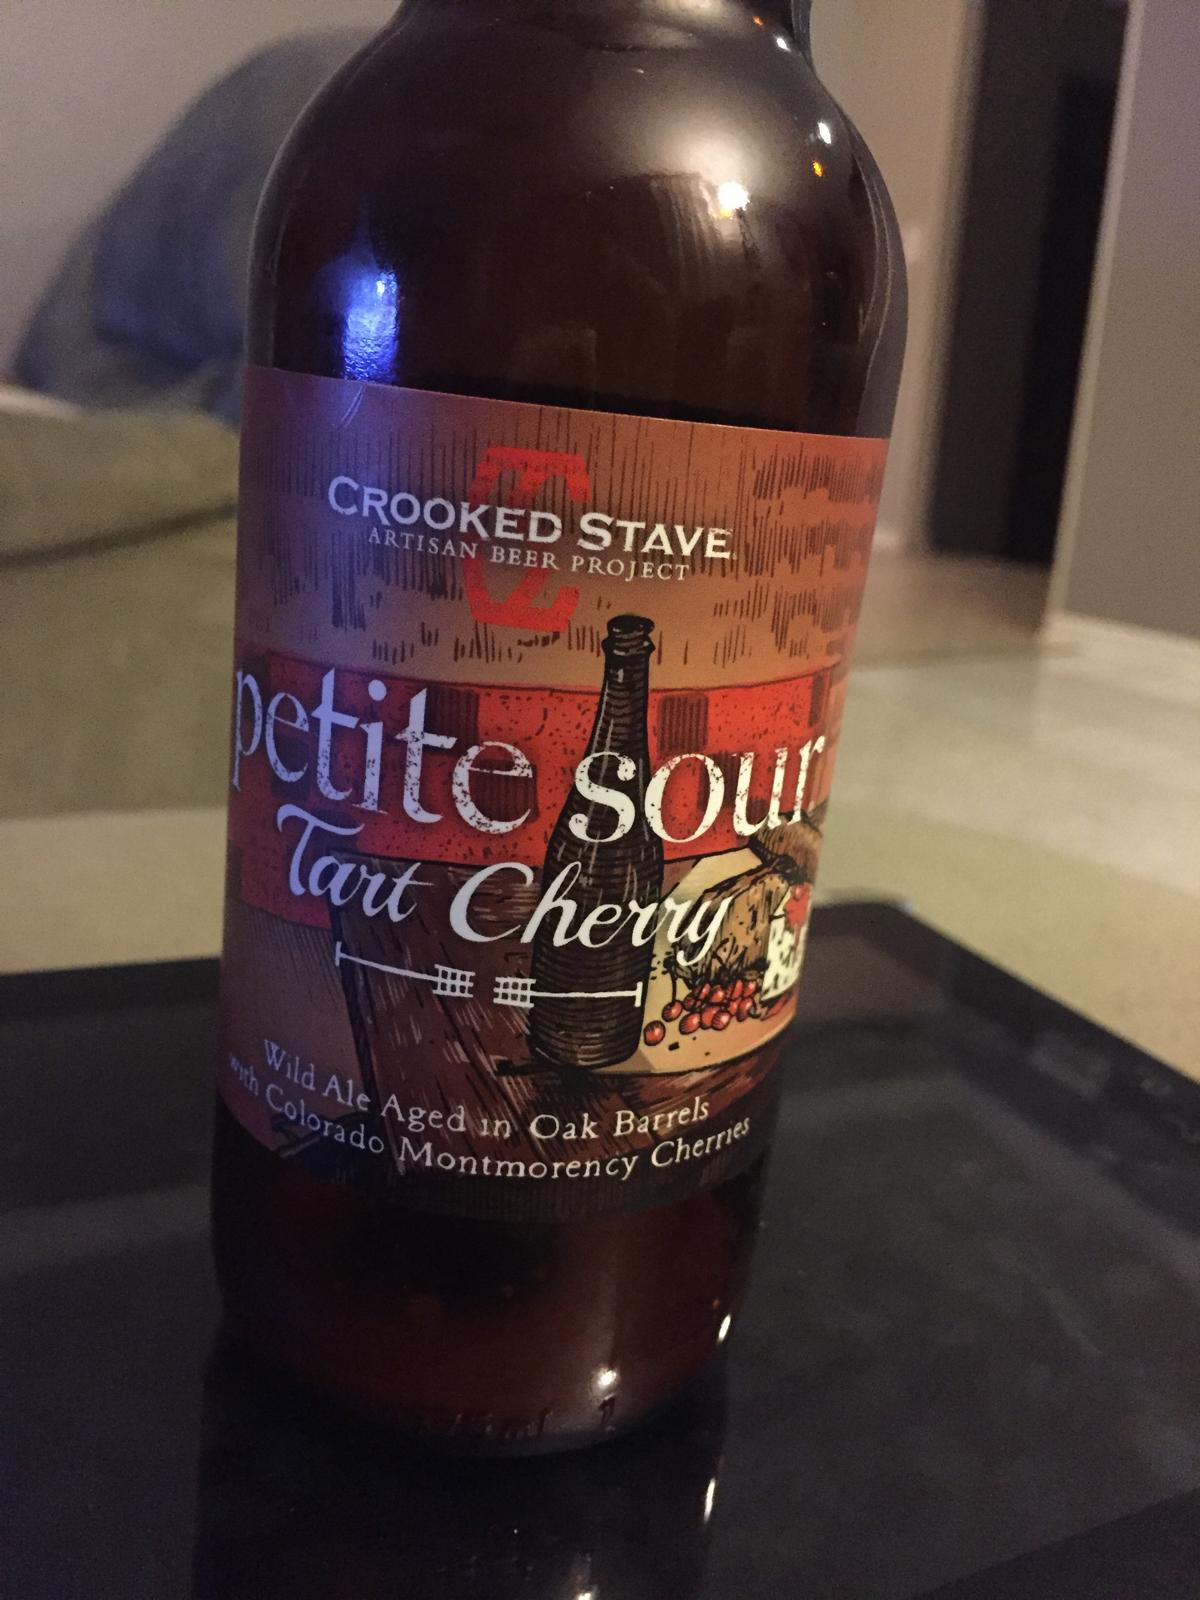 CROOKED STAVE
ARTISAN BEER PROJECT
petite sour
Tart Cherry
Wild Ale Aged in Oak Barrels
with Colorado Montmorency Cherries